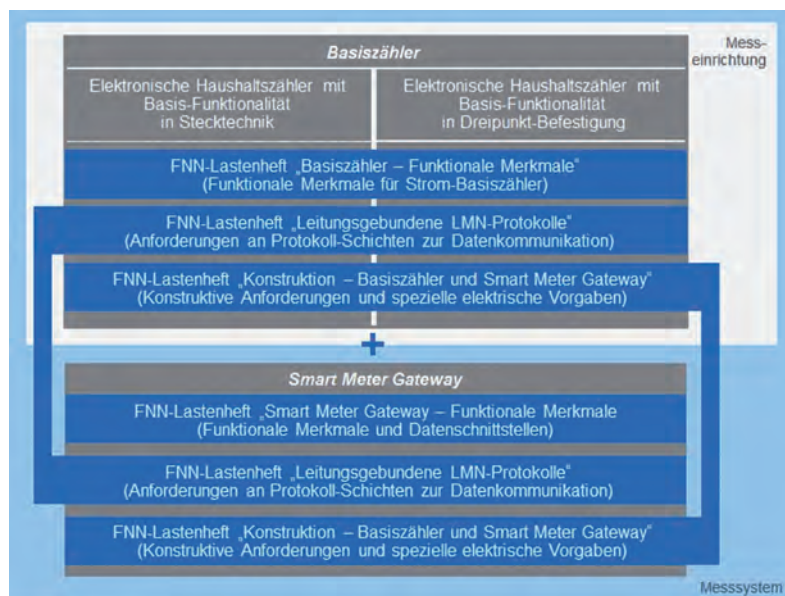 Basiszähler
Mess-
einrichtung
Elektronische Haushaltszähler mit
Basis-Funktionalität
in Stecktechnik
Elektronische Haushaltszähler mit
Basis-Funktionalität
in Dreipunkt-Befestigung
FNN-Lastenheft „Basiszähler – Funktionale Merkmale“
(Funktionale Merkmale für Strom-Basiszähler)
FNN-Lastenheft „Leitungsgebundene LMN-Protokolle“
(Anforderungen an Protokoll-Schichten zur Datenkommunikation)
FNN-Lastenheft „Konstruktion – Basiszähler und Smart Meter Gateway“
(Konstruktive Anforderungen und spezielle elektrische Vorgaben)
+
Smart Meter Gateway
FNN-Lastenheft „Smart Meter Gateway – Funktionale Merkmale
(Funktionale Merkmale und Datenschnittstellen)
FNN-Lastenheft „Leitungsgebundene LMN-Protokolle“
(Anforderungen an Protokoll-Schichten zur Datenkommunikation)
FNN-Lastenheft „Konstruktion – Basiszähler und Smart Meter Gateway“
(Konstruktive Anforderungen und spezielle elektrische Vorgaben)
Messsystem